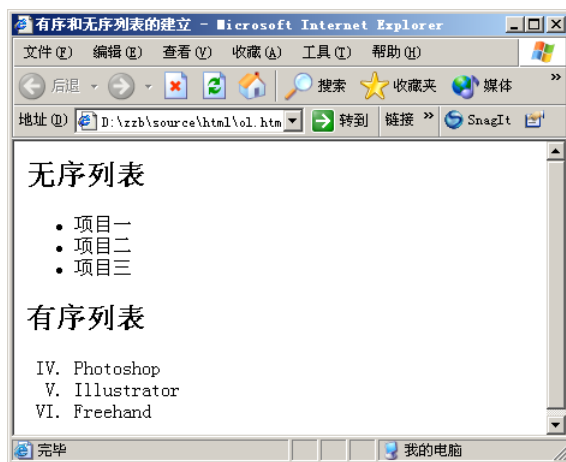 有序和无序列表的建立 - Microsoft Internet Explorer
文件(F) 编辑(E) 查看(V) 收藏(A) 工具(T) 帮助(H)
后退 搜索 收藏夹 媒体 »
地址(D) D:\zzb\source\html\ol.htm 转到 链接 » SnagIt
无序列表
• 项目一
• 项目二
• 项目三
有序列表
IV. Photoshop
V. Illustrator
VI. Freehand
完毕 我的电脑